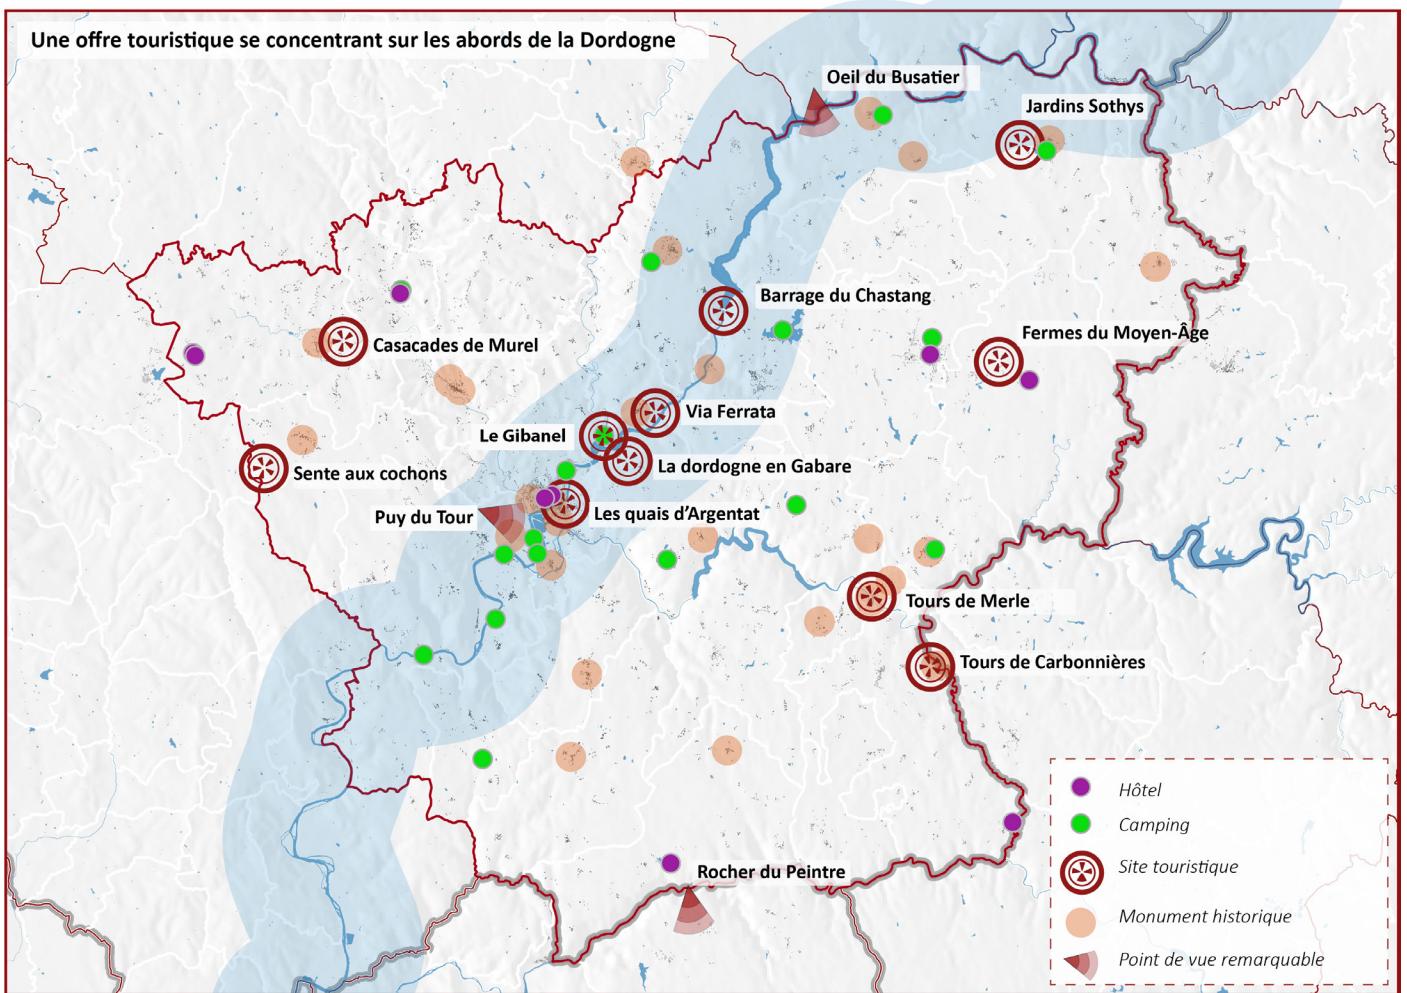 Une offre touristique se concentrant sur les abords de la Dordogne
Oeil du Busatier
Jardins Sothys
Barrage du Chastang
Fermes du Moyen-Âge
Casacades de Murel
Via Ferrata
Le Gibanel
La dordogne en Gabare
Sente aux cochons
Les quais d'Argentat
Puy du Tour
Tours de Merle
Tours de Carbonnières
Rocher du Peintre
Hôtel
Camping
Site touristique
Monument historique
Point de vue remarquable